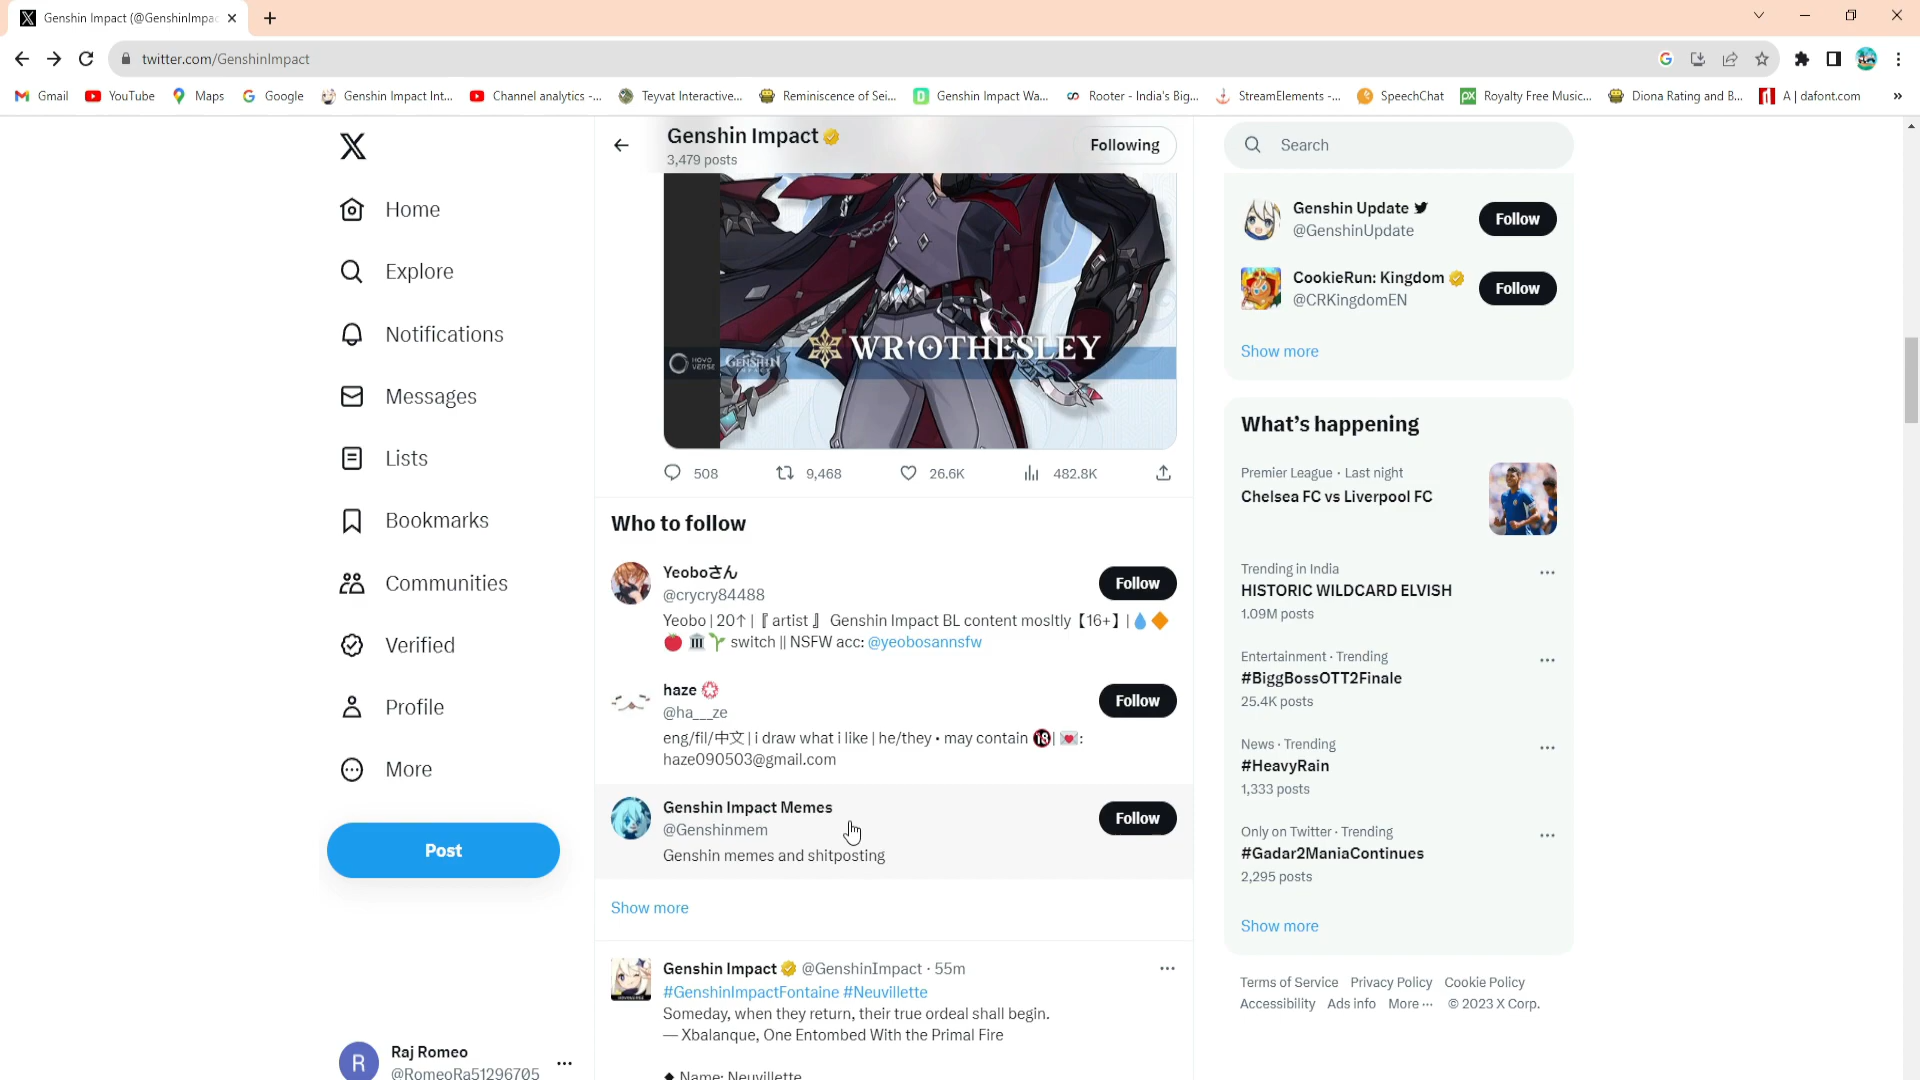 Genshin Impact (@GenshinImpac
twitter.com/GenshinImpact
Gmail
YouTube
Maps
Google
Genshin Impact Int...
Channel analytics -...
Teyvat Interactive...
Reminiscence of Sei...
Genshin Impact Wa...
Rooter - India's Big...
StreamElements -...
SpeechChat
Royalty Free Music...
Diona Rating and B...
A | dafont.com
»
Home
Explore
Notifications
Messages
Lists
Bookmarks
Communities
Verified
Profile
More
Post
R
Raj Romeo
@RomeoRa51296705
Genshin Impact
3,479 posts
Following
HOYO
VERSE
GENSHIN
IMPACT
WRIOTHESLEY
508
9,468
26.6K
482.8K
Who to follow
Yeoboさん
@crycry84488
Follow
Yeobo | 20↑ | 『 artist 』 Genshin Impact BL content mosltly【16+】| 💧 🔶
🍅 🏛 🌱 switch || NSFW acc: @yeobosannsfw
haze
@ha___ze
Follow
eng/fil/中文 | i draw what i like | he/they • may contain 🔞| 💌:
haze090503@gmail.com
Genshin Impact Memes
@Genshinmem
Follow
Genshin memes and shitposting
Show more
Genshin Impact @GenshinImpact · 55m
#GenshinImpactFontaine #Neuvillette
Someday, when they return, their true ordeal shall begin.
— Xbalanque, One Entombed With the Primal Fire
◆ Name: Neuvillette
Search
Genshin Update
@GenshinUpdate
Follow
CookieRun: Kingdom
@CRKingdomEN
Follow
Show more
What's happening
Premier League · Last night
Chelsea FC vs Liverpool FC
Trending in India
HISTORIC WILDCARD ELVISH
1.09M posts
Entertainment · Trending
#BiggBossOTT2Finale
25.4K posts
News · Trending
#HeavyRain
1,333 posts
Only on Twitter · Trending
#Gadar2ManiaContinues
2,295 posts
Show more
Terms of Service Privacy Policy Cookie Policy
Accessibility Ads info More ··· © 2023 X Corp.